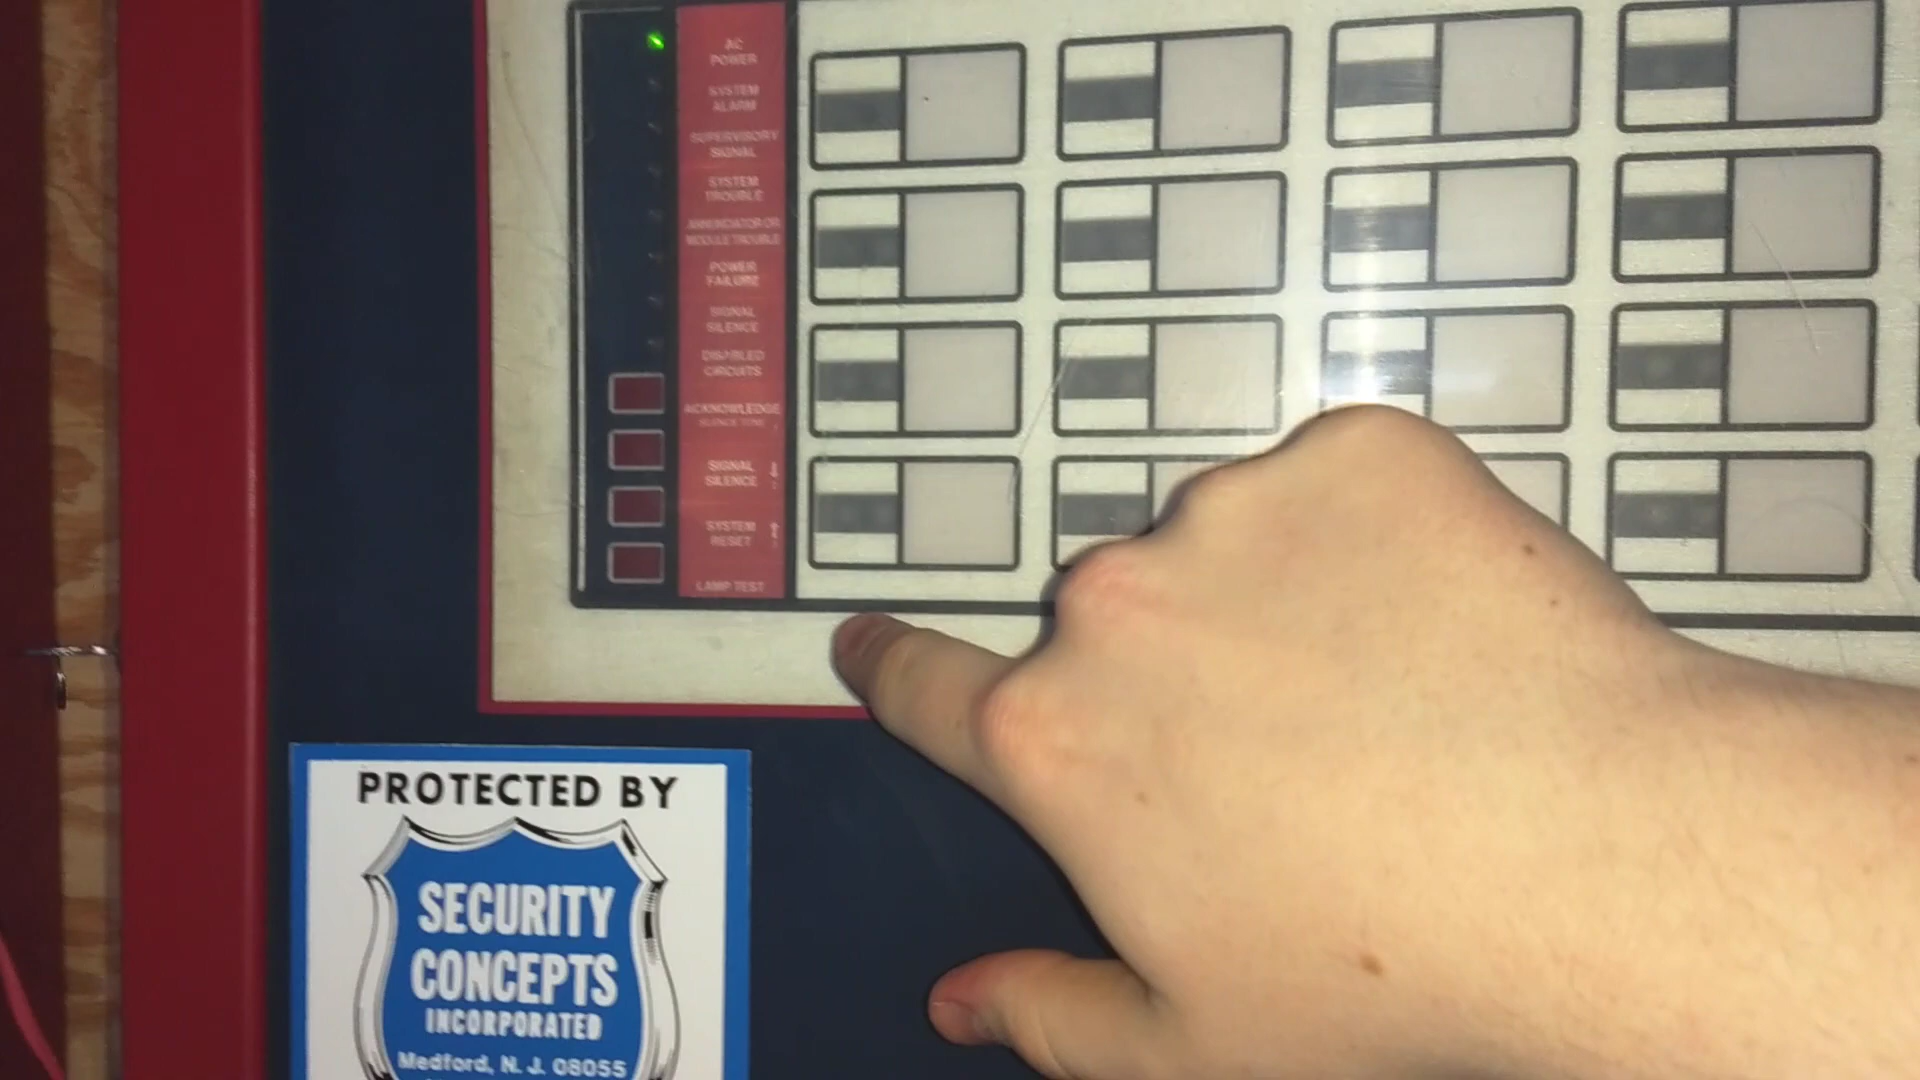 AC
POWER
SYSTEM
ALARM
SUPERVISORY
SIGNAL
SYSTEM
TROUBLE
ANNUNCIATOR OR
MODULE TROUBLE
POWER
FAILURE
SIGNAL
SILENCE
DISABLED
CIRCUITS
ACKNOWLEDGE
SIGNAL
SILENCE
SYSTEM
RESET
LAMP TEST
PROTECTED BY
SECURITY
CONCEPTS
INCORPORATED
Medford, N. J. 08055